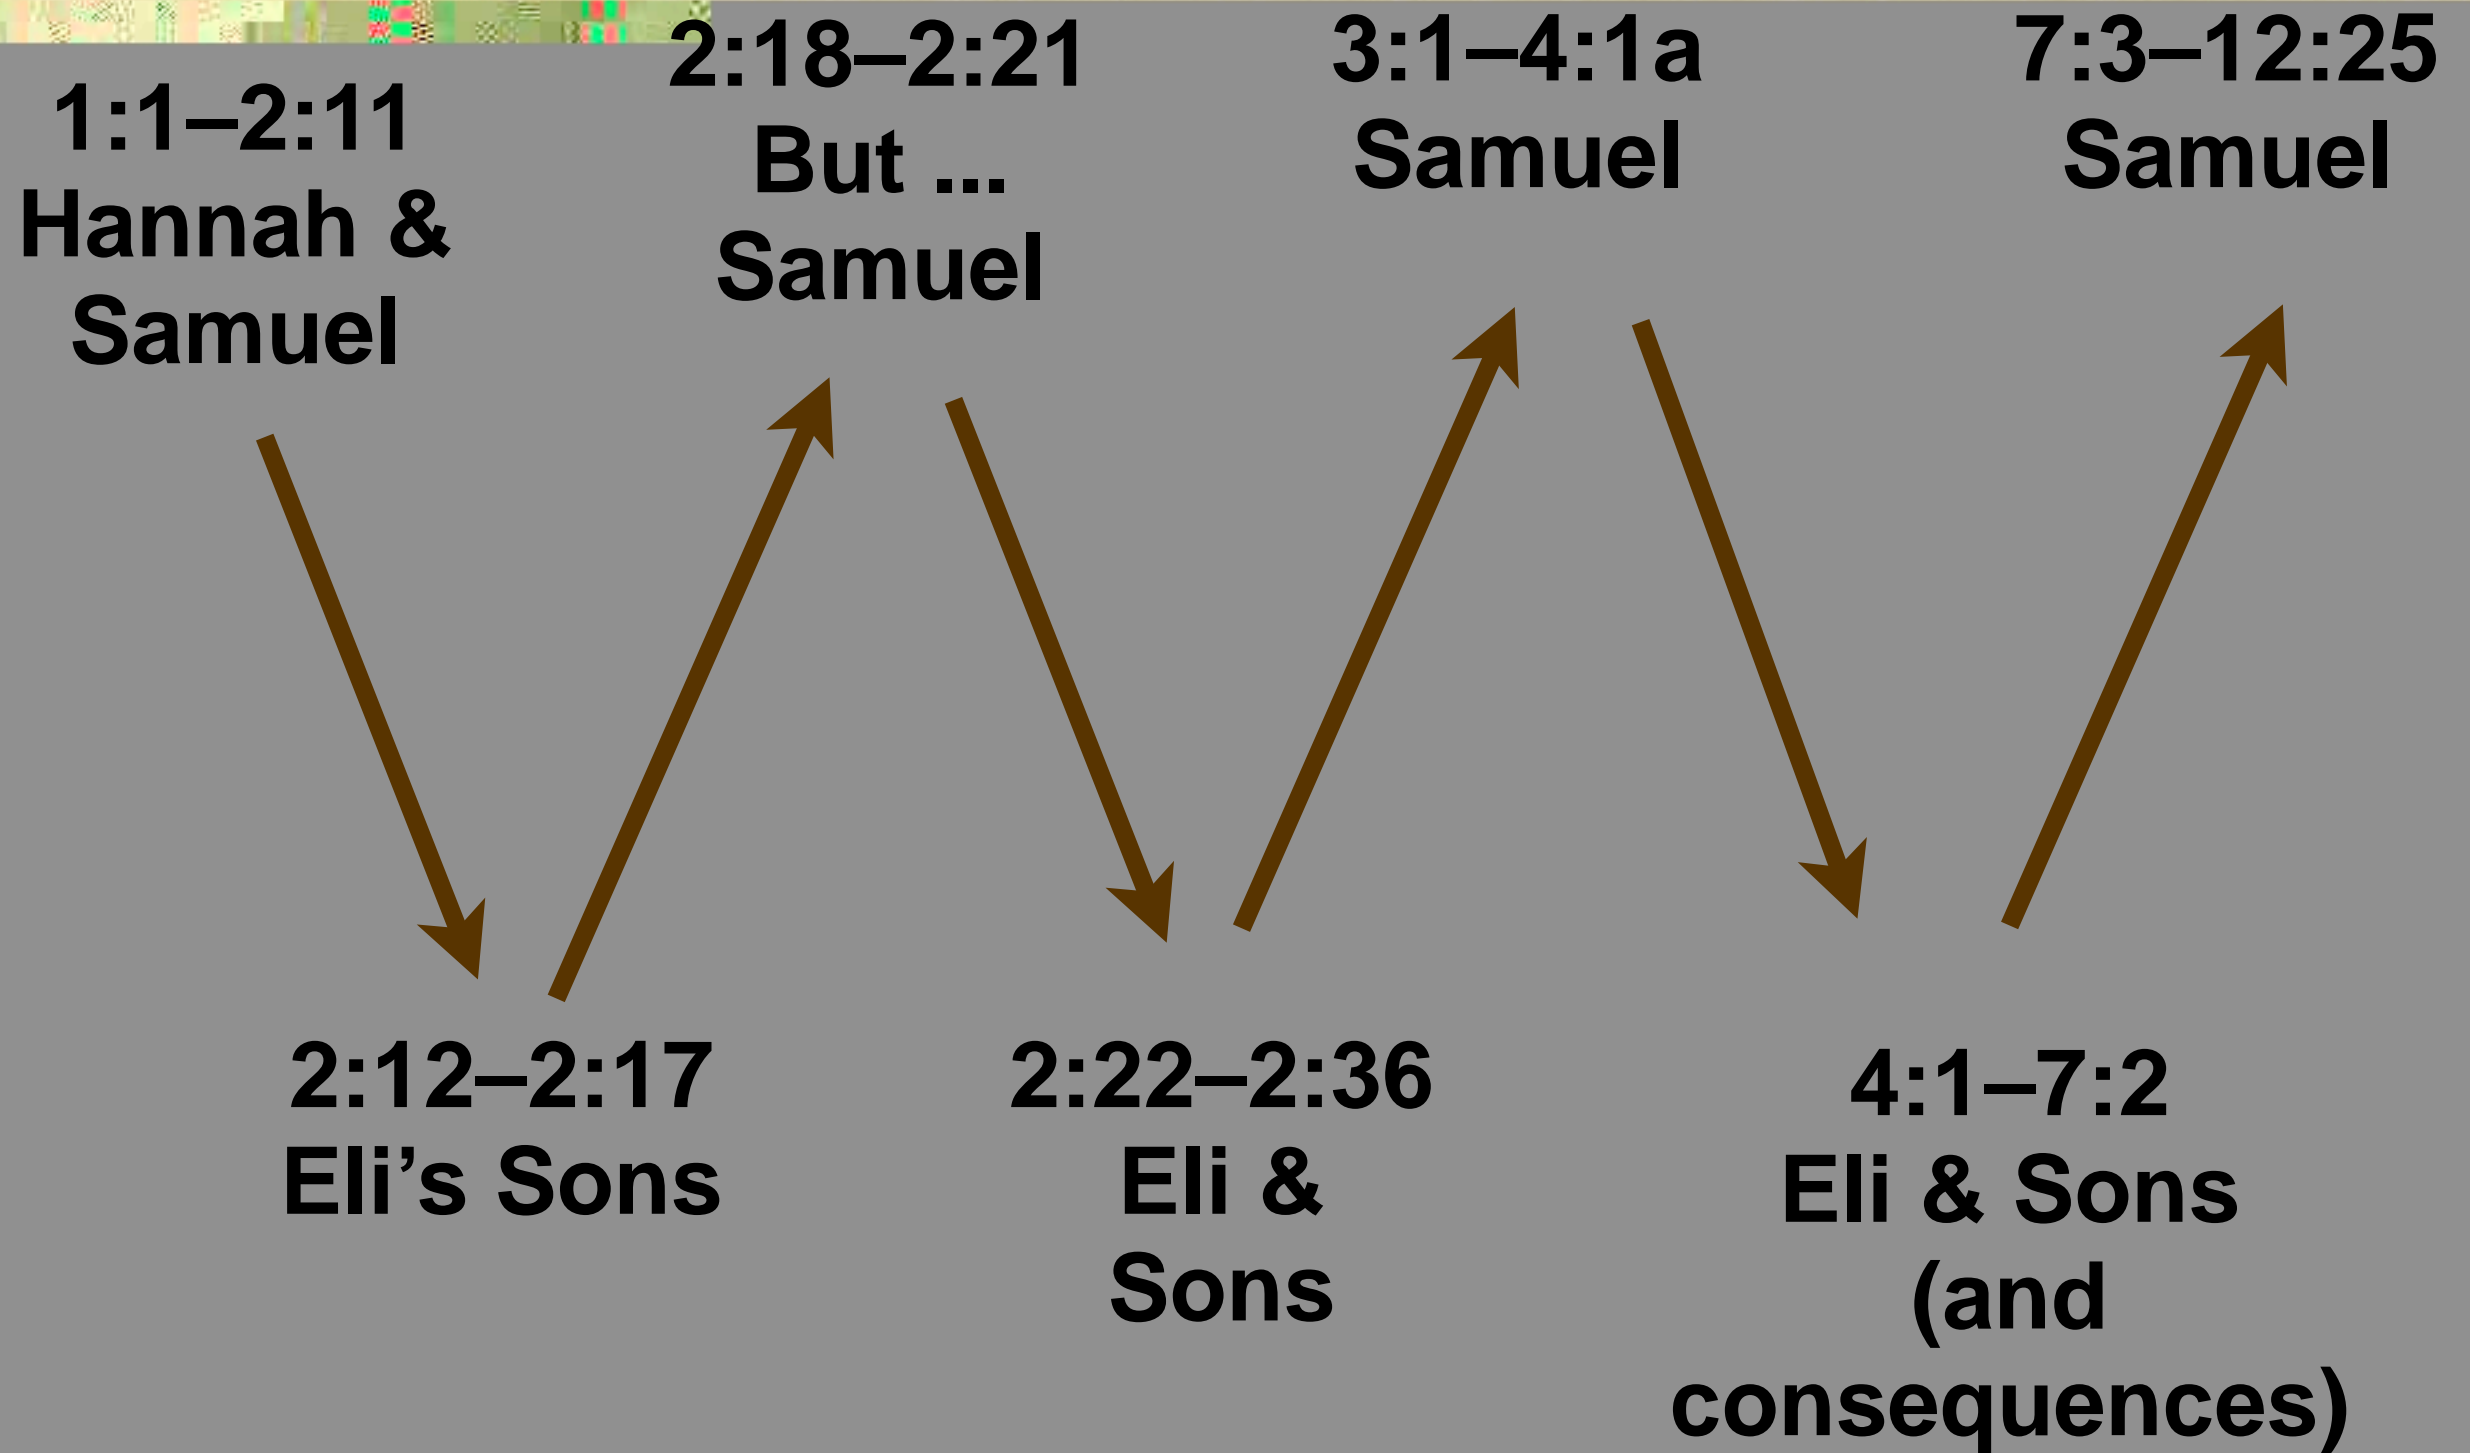 1:1–2:11
Hannah &
Samuel
2:12–2:17
Eli’s Sons
2:18–2:21
But ...
Samuel
2:22–2:36
Eli &
Sons
3:1–4:1a
Samuel
4:1–7:2
Eli & Sons
(and
consequences)
7:3–12:25
Samuel